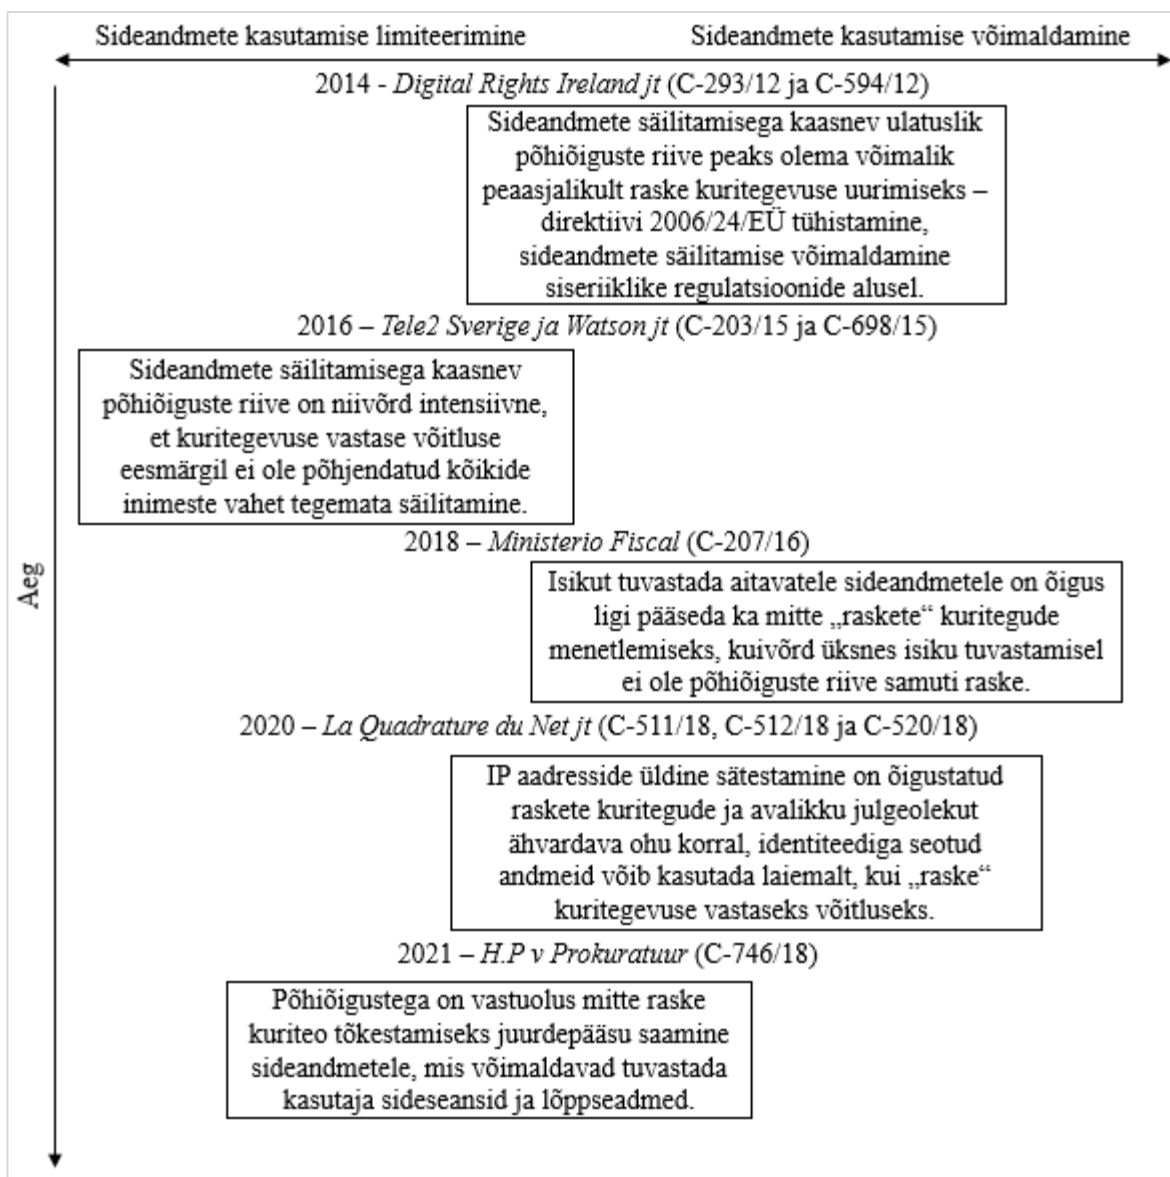 Sideandmete kasutamise limiteerimine
Sideandmete kasutamise võimaldamine
2014 - Digital Rights Ireland jt (C-293/12 ja C-594/12)
Sideandmete säilitamisega kaasnev ulatuslik
põhiõiguste riive peaks olema võimalik
peaasjalikult raske kuritegevuse uurimiseks –
direktiivi 2006/24/EÜ tühistamine,
sideandmete säilitamise võimaldamine
siseriiklike regulatsioonide alusel.
2016 – Tele2 Sverige ja Watson jt (C-203/15 ja C-698/15)
Sideandmete säilitamisega kaasnev
põhiõiguste riive on niivõrd intensiivne,
et kuritegevuse vastase võitluse
eesmärgil ei ole põhjendatud kõikide
inimeste vahet tegemata säilitamine.
2018 – Ministerio Fiscal (C-207/16)
Aeg
Isikut tuvastada aitavatele sideandmetele on õigus
ligi pääseda ka mitte „raskete“ kuritegude
menetlemiseks, kuivõrd üksnes isiku tuvastamisel
ei ole põhiõiguste riive samuti raske.
2020 – La Quadrature du Net jt (C-511/18, C-512/18 ja C-520/18)
IP aadresside üldine sätestamine on õigustatud
raskete kuritegude ja avalikku julgeolekut
ähvardava ohu korral, identiteediga seotud
andmeid võib kasutada laiemalt, kui „raske“
kuritegevuse vastaseks võitluseks.
2021 – H.P v Prokuratuur (C-746/18)
Põhiõigustega on vastuolus mitte raske
kuriteo tõkestamiseks juurdepääsu saamine
sideandmetele, mis võimaldavad tuvastada
kasutaja sideseansid ja lõppseadmed.